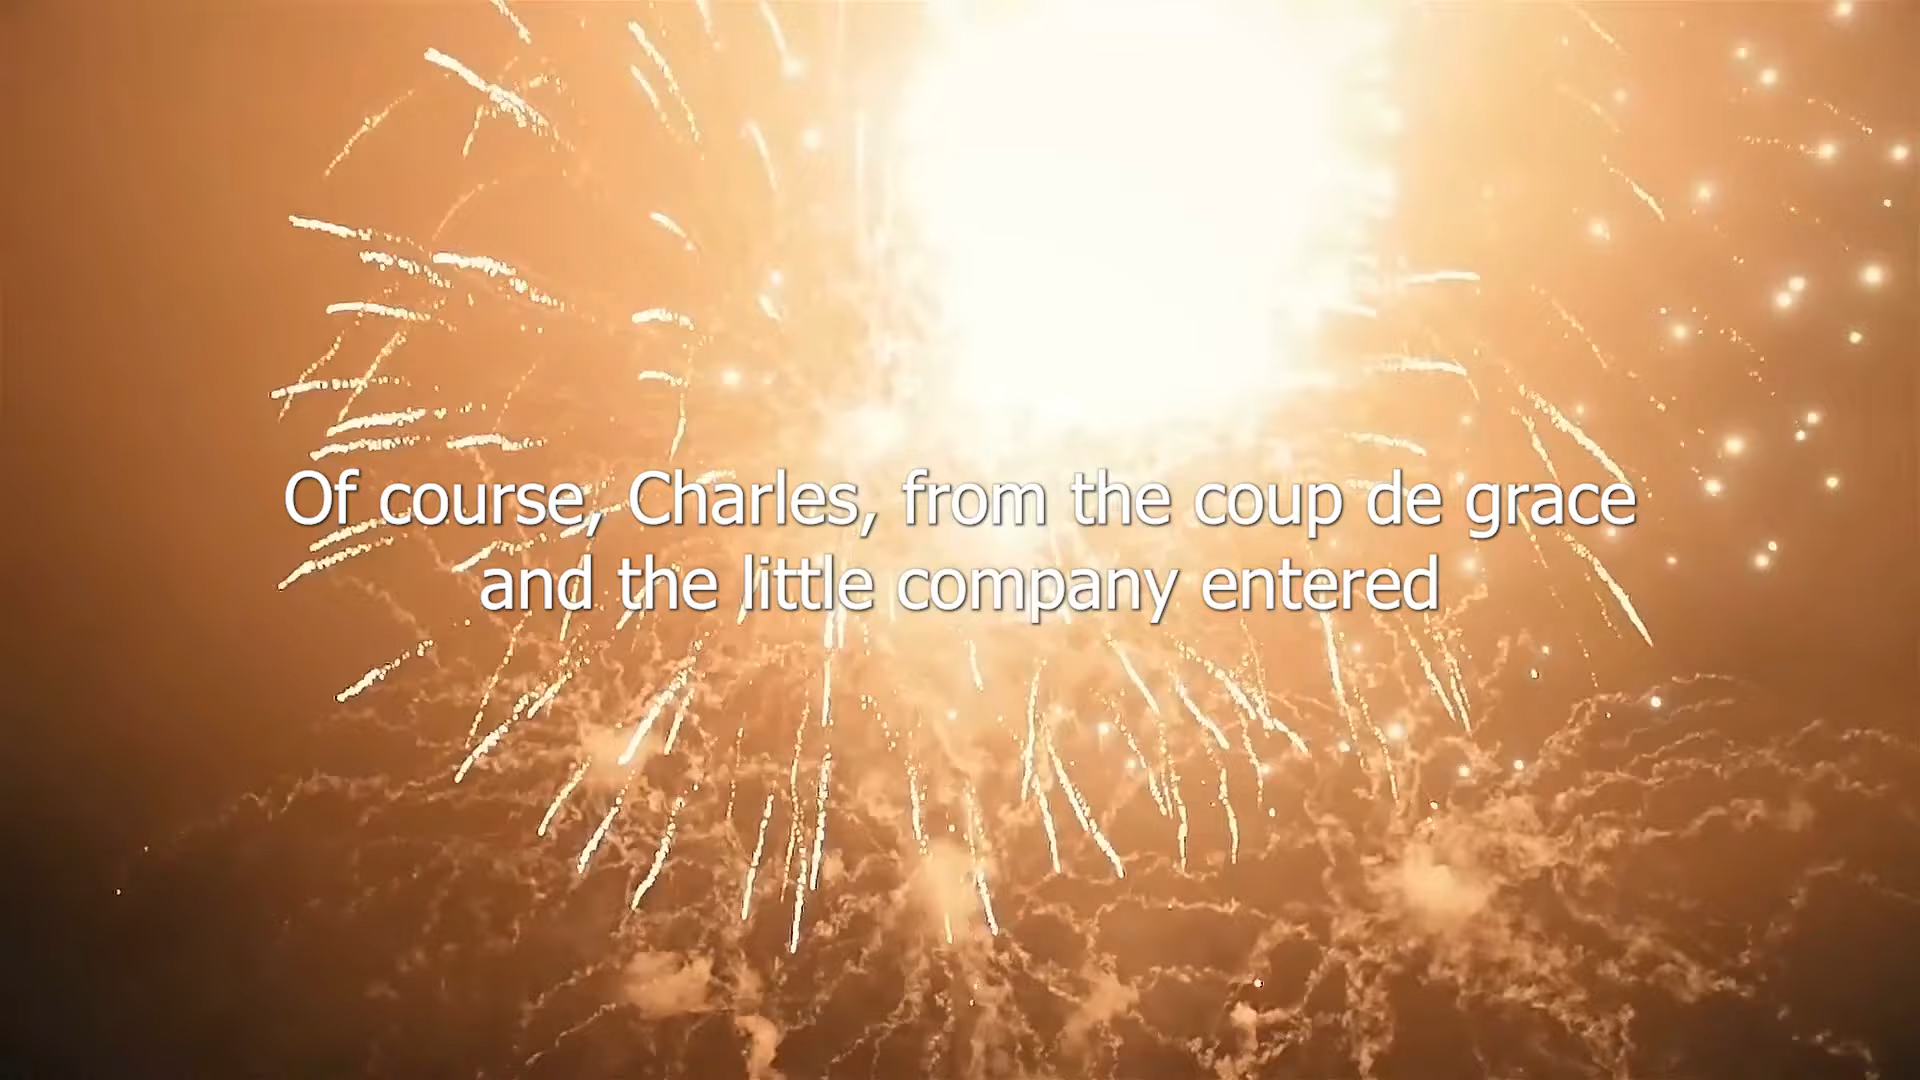 Of course, Charles, from the coup de grace
and the little company entered